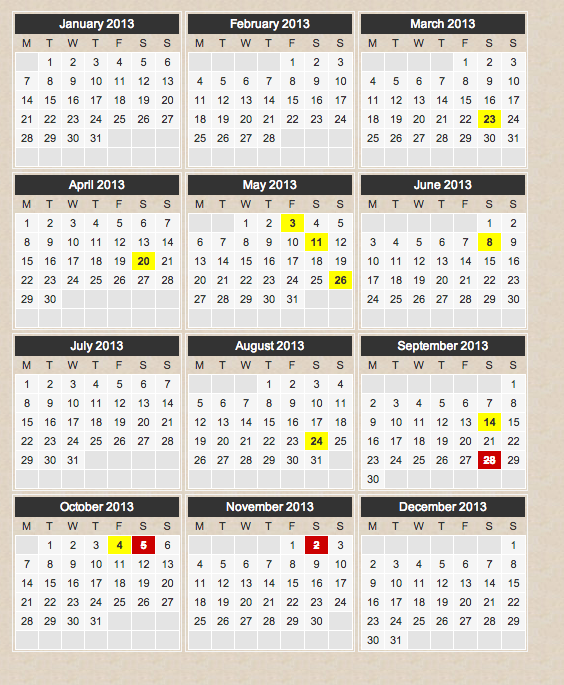 January 2013
M T W T F S S
1 2 3 4 5 6
7 8 9 10 11 12 13
14 15 16 17 18 19 20
21 22 23 24 25 26 27
28 29 30 31
February 2013
M T W T F S S
1 2 3
4 5 6 7 8 9 10
11 12 13 14 15 16 17
18 19 20 21 22 23 24
25 26 27 28
March 2013
M T W T F S S
1 2 3
4 5 6 7 8 9 10
11 12 13 14 15 16 17
18 19 20 21 22 23 24
25 26 27 28 29 30 31
April 2013
M T W T F S S
1 2 3 4 5 6 7
8 9 10 11 12 13 14
15 16 17 18 19 20 21
22 23 24 25 26 27 28
29 30
May 2013
M T W T F S S
1 2 3 4 5
6 7 8 9 10 11 12
13 14 15 16 17 18 19
20 21 22 23 24 25 26
27 28 29 30 31
June 2013
M T W T F S S
1 2
3 4 5 6 7 8 9
10 11 12 13 14 15 16
17 18 19 20 21 22 23
24 25 26 27 28 29 30
July 2013
M T W T F S S
1 2 3 4 5 6 7
8 9 10 11 12 13 14
15 16 17 18 19 20 21
22 23 24 25 26 27 28
29 30 31
August 2013
M T W T F S S
1 2 3 4
5 6 7 8 9 10 11
12 13 14 15 16 17 18
19 20 21 22 23 24 25
26 27 28 29 30 31
September 2013
M T W T F S S
1
2 3 4 5 6 7 8
9 10 11 12 13 14 15
16 17 18 19 20 21 22
23 24 25 26 27 28 29
30
October 2013
M T W T F S S
1 2 3 4 5 6
7 8 9 10 11 12 13
14 15 16 17 18 19 20
21 22 23 24 25 26 27
28 29 30 31
November 2013
M T W T F S S
1 2 3
4 5 6 7 8 9 10
11 12 13 14 15 16 17
18 19 20 21 22 23 24
25 26 27 28 29 30
December 2013
M T W T F S S
1
2 3 4 5 6 7 8
9 10 11 12 13 14 15
16 17 18 19 20 21 22
23 24 25 26 27 28 29
30 31